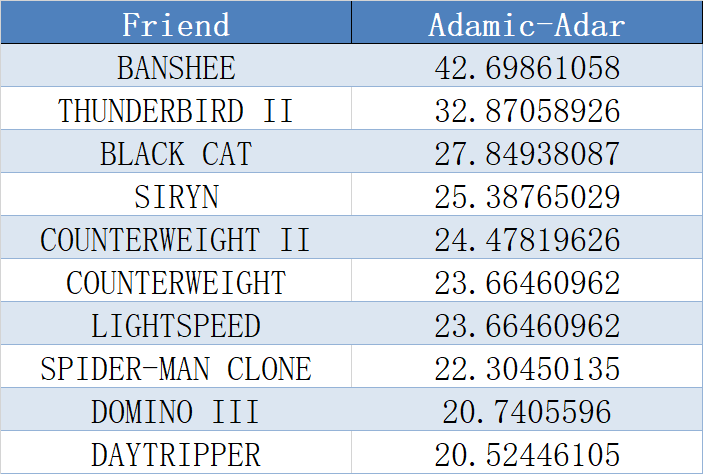 Friend Adamic-Adar
BANSHEE 42.69861058
THUNDERBIRD II 32.87058926
BLACK CAT 27.84938087
SIRYN 25.38765029
COUNTERWEIGHT II 24.47819626
COUNTERWEIGHT 23.66460962
LIGHTSPEED 23.66460962
SPIDER-MAN CLONE 22.30450135
DOMINO III 20.7405596
DAYTRIPPER 20.52446105